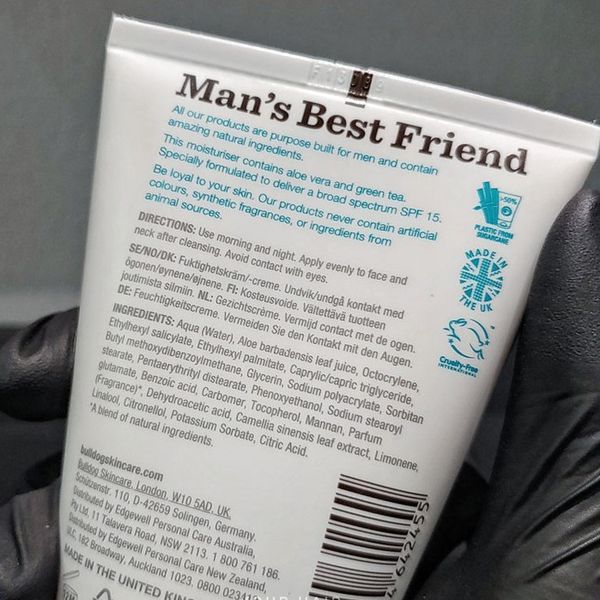 Man's Best Friend
All our products are purpose built for men and contain
amazing natural ingredients.
This moisturiser contains aloe vera and green tea.
Specially formulated to deliver a broad spectrum SPF 15.
Be loyal to your skin. Our products never contain artificial
colours, synthetic fragrances, or ingredients from
animal sources.
>50%
PLASTIC FROM
SUGARCANE
MADE IN
THE UK
Cruelty-free
INTERNATIONAL
DIRECTIONS: Use morning and night. Apply evenly to face and
neck after cleansing. Avoid contact with eyes.
SE/NO/DK: Fuktighetskräm/-creme. Undvik/undgå kontakt med
ögonen/øynene/øjnene. FI: Kosteusvoide. Vältettävä tuotteen
joutimista silmiin. NL: Gezichtscrème. Vermijd contact met de ogen.
DE: Feuchtigkeitscreme. Vermeiden Sie den Kontakt mit den Augen.
INGREDIENTS: Aqua (Water), Aloe barbadensis leaf juice, Octocrylene,
Ethylhexyl salicylate, Ethylhexyl palmitate, Caprylic/capric triglyceride,
Butyl methoxydibenzoylmethane, Glycerin, Sodium polyacrylate, Sorbitan
stearate, Pentaerythrityl distearate, Phenoxyethanol, Sodium stearoyl
glutamate, Benzoic acid, Carbomer, Tocopherol, Mannan, Parfum
(Fragrance)*, Dehydroacetic acid, Camellia sinensis leaf extract, Limonene,
Linalool, Citronellol, Potassium Sorbate, Citric Acid.
*A blend of natural ingredients.
bulldogskincare.com
Bulldog Skincare, London, W10 5AD, UK
Schützenstr. 110, D-42659 Solingen, Germany.
Distributed by Edgewell Personal Care Australia,
Pty Ltd, 11 Talavera Road, NSW 2113. 1 800 761 186.
Distributed by Edgewell Personal Care New Zealand,
ULC, 182 Broadway, Auckland 1023. 0800 0234
MADE IN THE UNITED KING
4 642455